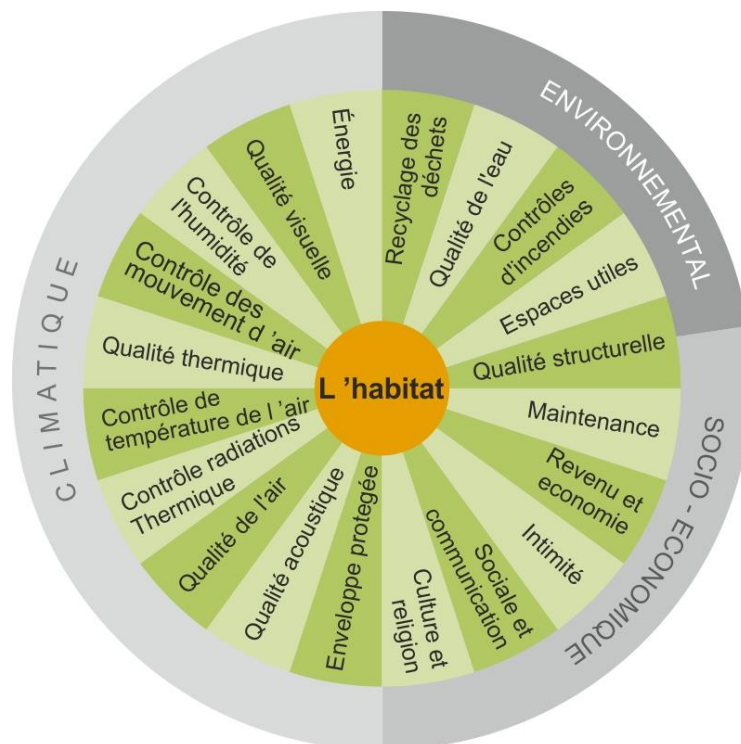 ENVIRONNEMENTAL
SOCIO - ECONOMIQUE
CLIMATIQUE
L 'habitat
Recyclage des
déchets
Qualité de l'eau
Contrôles
d'incendies
Espaces utiles
Qualité structurelle
Maintenance
Revenu et
economie
Intimité
Sociale et
communication
Culture et
religion
Enveloppe protegée
Qualité acoustique
Qualité de l'air
Contrôle radiations
Thermique
Contrôle de
température de l 'air
Qualité thermique
Contrôle des
mouvement d 'air
Contrôle de
l'humidité
Qualité visuelle
Énergie